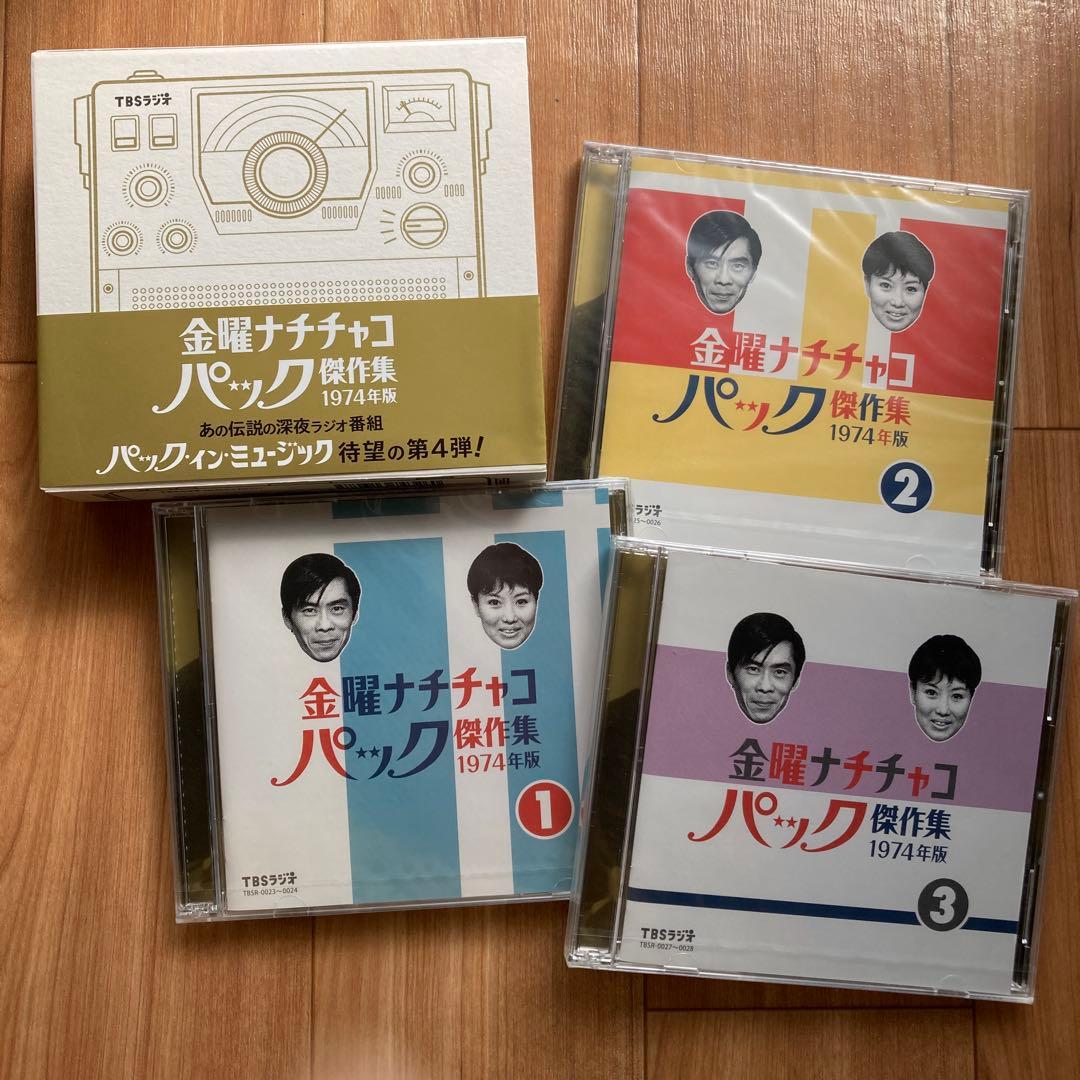 TBSラジオ
金曜ナチチャコ
パック 傑作集
1974年版
あの伝説の深夜ラジオ番組
パック・イン・ミュージック 待望の第4弾!
金曜ナチチャコ
パック 傑作集
1974年版
2
Sラジオ
25～0026
金曜ナチチャコ
パック 傑作集
1974年版
1
TBSラジオ
TBSR-0023～0024
金曜ナチチャコ
パック 傑作集
1974年版
3
TBSラジオ
TBSR-0027～0028